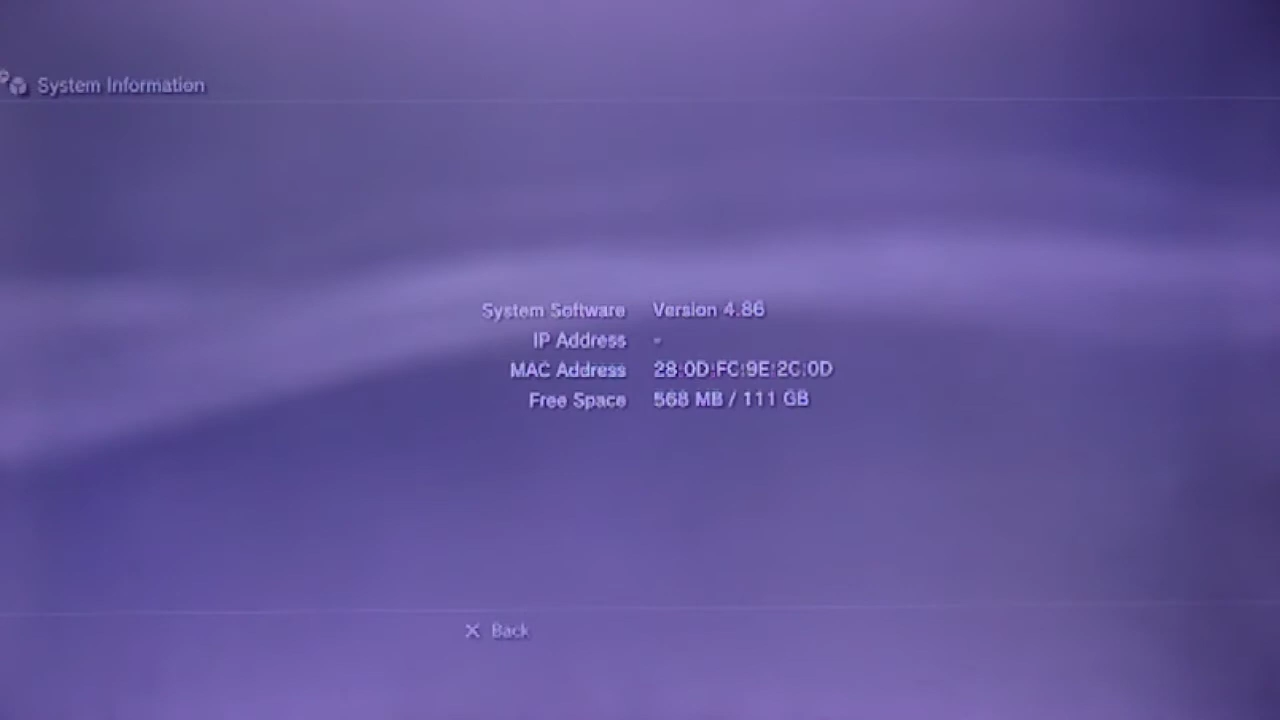 System Information
System Software Version 4.86
IP Address -
MAC Address 28:0D:FC:9E:2C:0D
Free Space 568 MB / 111 GB
Back